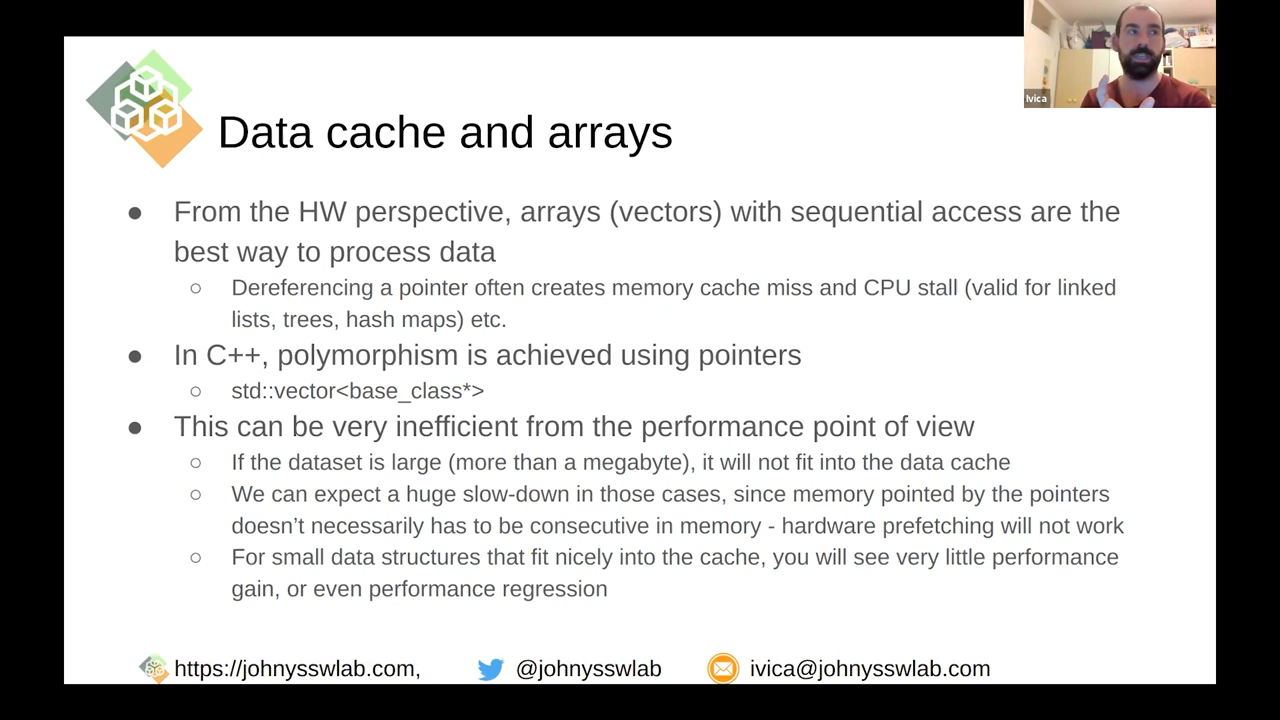 Ivica
Data cache and arrays
● From the HW perspective, arrays (vectors) with sequential access are the
best way to process data
○ Dereferencing a pointer often creates memory cache miss and CPU stall (valid for linked
lists, trees, hash maps) etc.
● In C++, polymorphism is achieved using pointers
○ std::vector<base_class*>
● This can be very inefficient from the performance point of view
○ If the dataset is large (more than a megabyte), it will not fit into the data cache
○ We can expect a huge slow-down in those cases, since memory pointed by the pointers
doesn’t necessarily has to be consecutive in memory - hardware prefetching will not work
○ For small data structures that fit nicely into the cache, you will see very little performance
gain, or even performance regression
https://johnysswlab.com, @johnysswlab ivica@johnysswlab.com